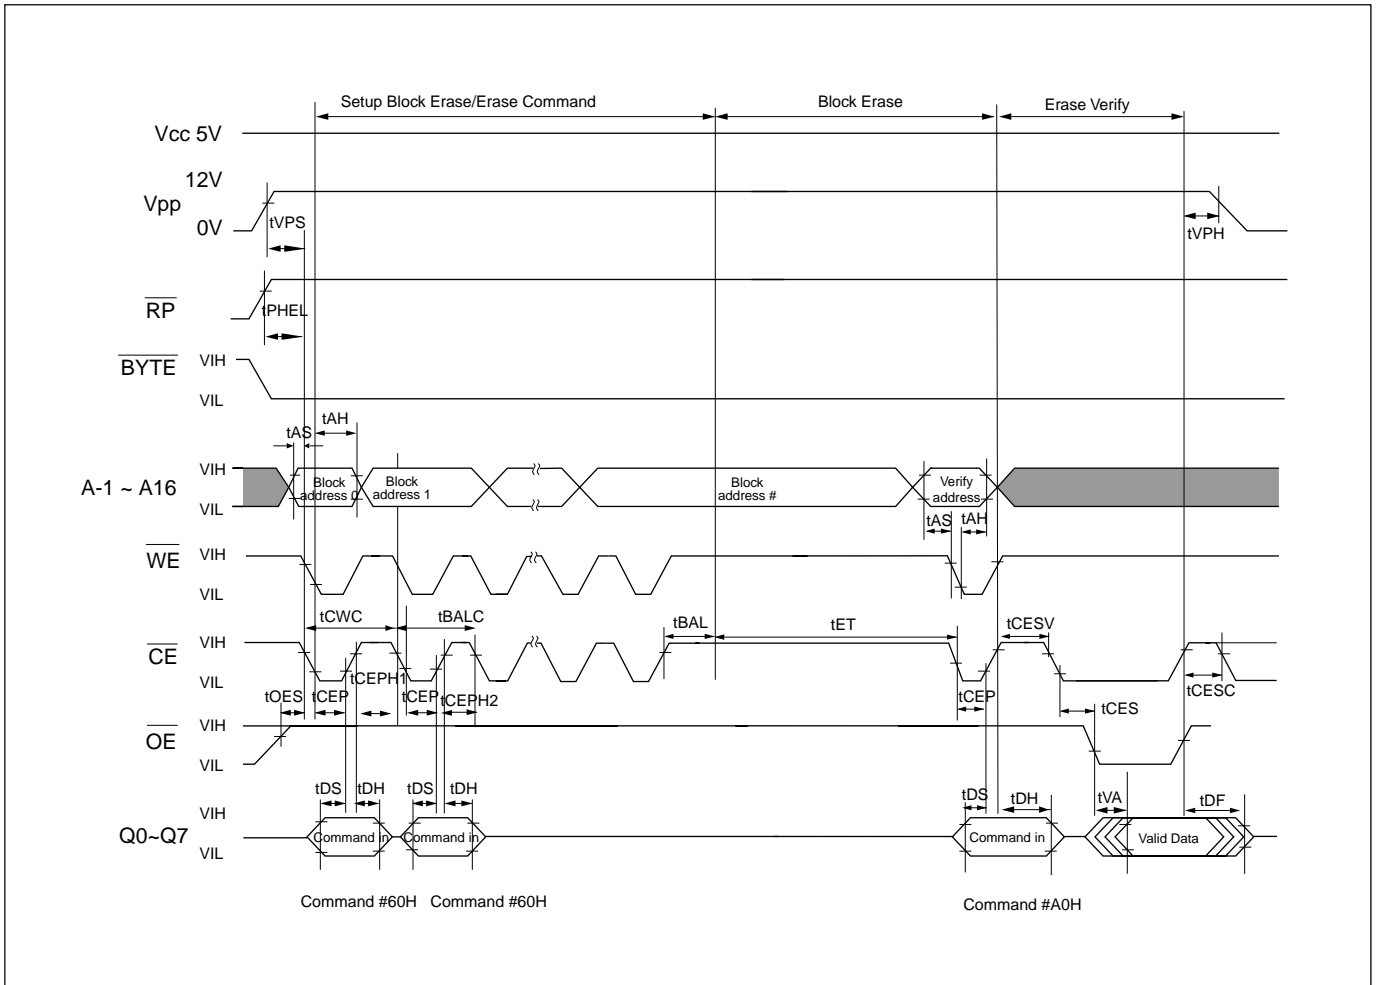 Setup Block Erase/Erase Command Block Erase Erase Verify
Vcc 5V
12V
Vpp
0V
tVPS
tVPH
RP
tPHEL
BYTE
VIH
VIL
tAH
tAS
A-1 ~ A16
VIH
VIL
Block
address 0
Block
address 1
Block
address #
Verify
address
tAS
tAH
WE
VIH
VIL
tCWC
tBALC
tBAL
tET
tCESV
CE
VIH
VIL
tOES
tCEP
tCEPH1
tCEP
tCEPH2
tCEP
tCES
tCESC
OE
VIH
VIL
tDS
tDH
tDS
tDH
tDS
tDH
tVA
tDF
Q0~Q7
VIH
VIL
Command in
Command in
Command in
Valid Data
Command #60H Command #60H Command #A0H